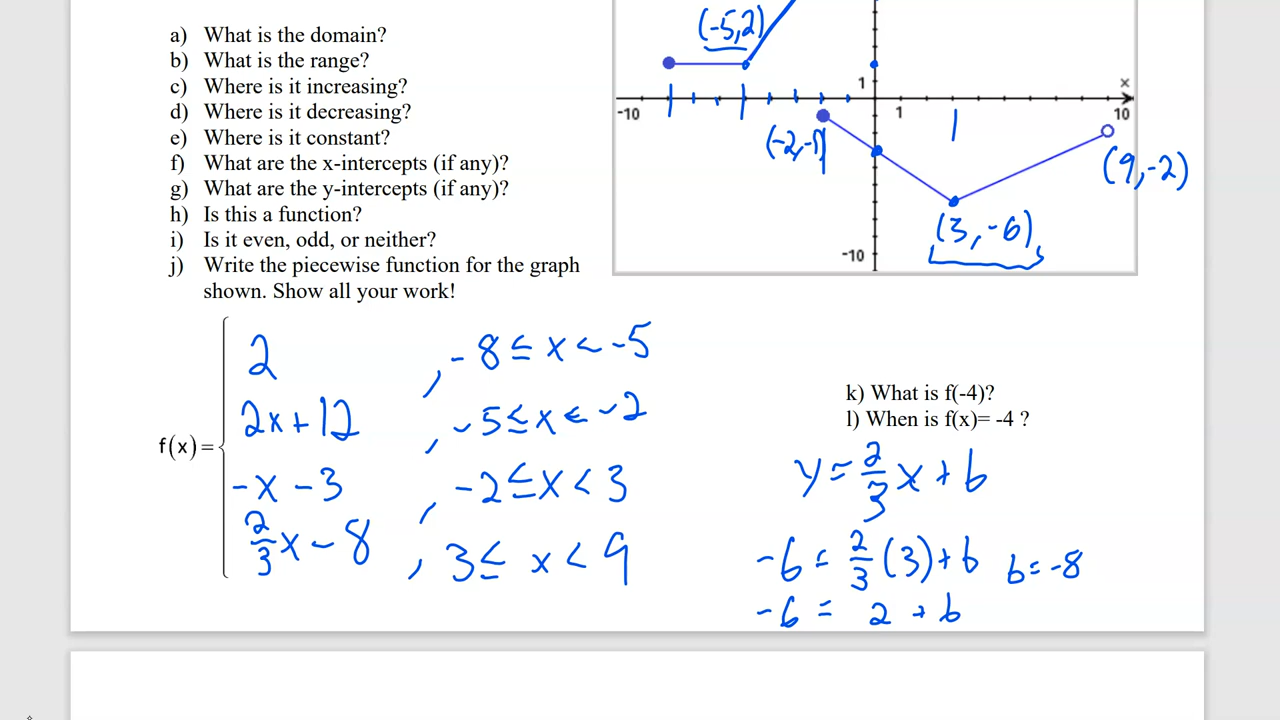 a) What is the domain?
b) What is the range?
c) Where is it increasing?
d) Where is it decreasing?
e) Where is it constant?
f) What are the x-intercepts (if any)?
g) What are the y-intercepts (if any)?
h) Is this a function?
i) Is it even, odd, or neither?
j) Write the piecewise function for the graph
shown. Show all your work!
(-5,2)
1
x
-10
1
10
(-2,-1)
(9,-2)
(3,-6)
-10
f(x)=
2 , -8 ≤ x < -5
2x+12 , -5 ≤ x < -2
-x - 3 , -2 ≤ x < 3
2/3 x - 8 , 3 ≤ x < 9
k) What is f(-4)?
l) When is f(x)= -4 ?
y = 2/3 x + b
-6 = 2/3 (3) + b b = -8
-6 = 2 + b